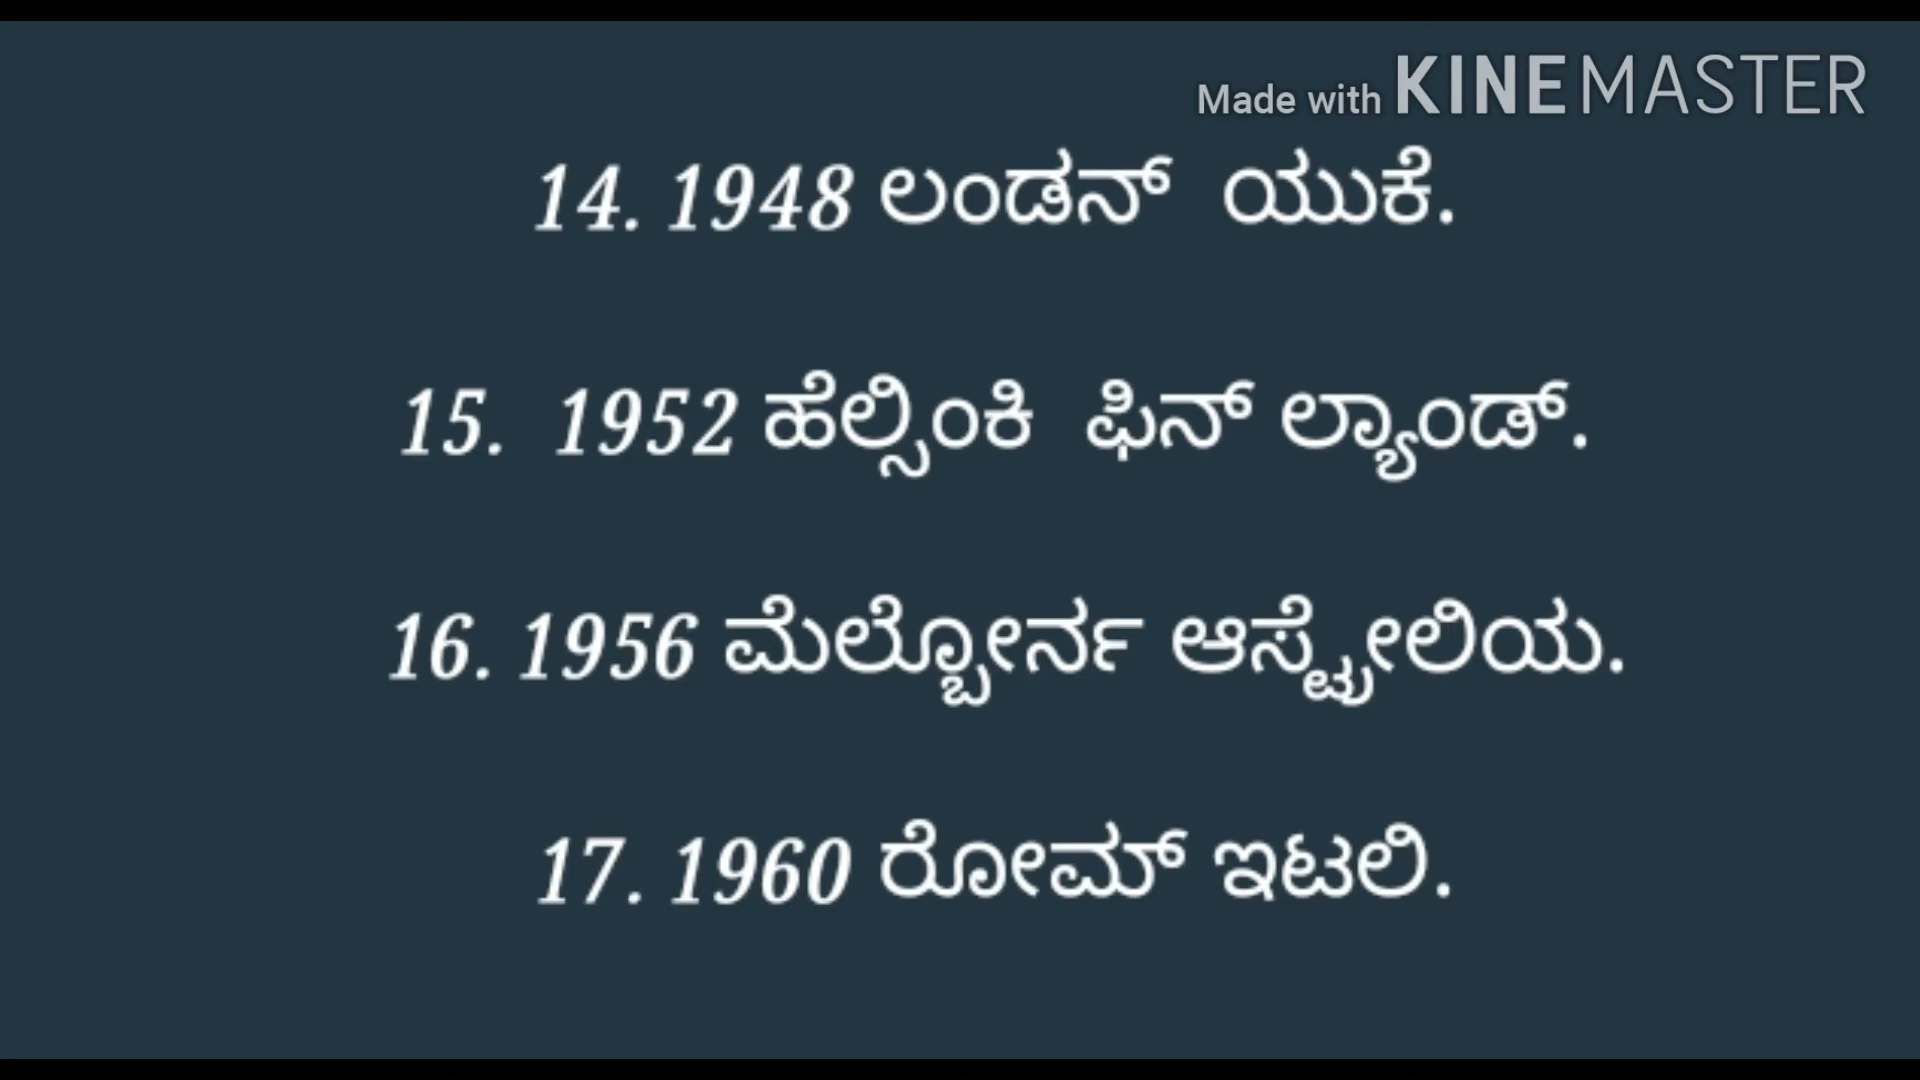 Made with KINEMASTER
14. 1948 ಲಂಡನ್ ಯುಕೆ.
15. 1952 ಹೆಲ್ಸಿಂಕಿ ಫಿನ್ ಲ್ಯಾಂಡ್.
16. 1956 ಮೆಲ್ಬೋರ್ನ ಆಸ್ಟ್ರೇಲಿಯ.
17. 1960 ರೋಮ್ ಇಟಲಿ.